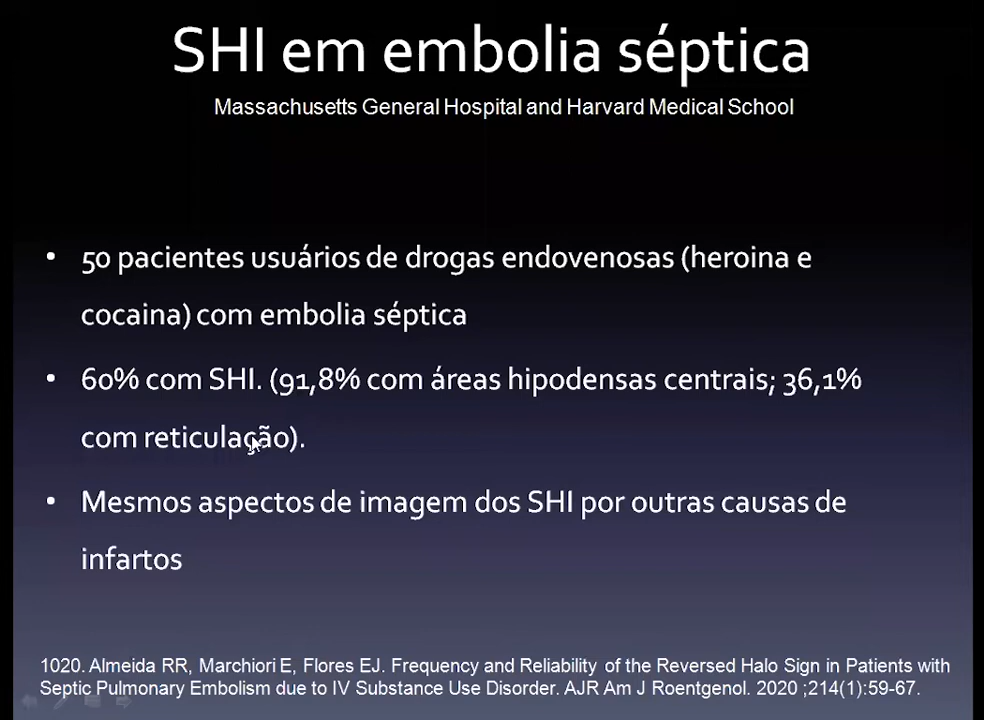 SHI em embolia séptica
Massachusetts General Hospital and Harvard Medical School
• 50 pacientes usuários de drogas endovenosas (heroina e
cocaina) com embolia séptica
• 60% com SHI. (91,8% com áreas hipodensas centrais; 36,1%
com reticulação).
• Mesmos aspectos de imagem dos SHI por outras causas de
infartos
1020. Almeida RR, Marchiori E, Flores EJ. Frequency and Reliability of the Reversed Halo Sign in Patients with
Septic Pulmonary Embolism due to IV Substance Use Disorder. AJR Am J Roentgenol. 2020 ;214(1):59-67.